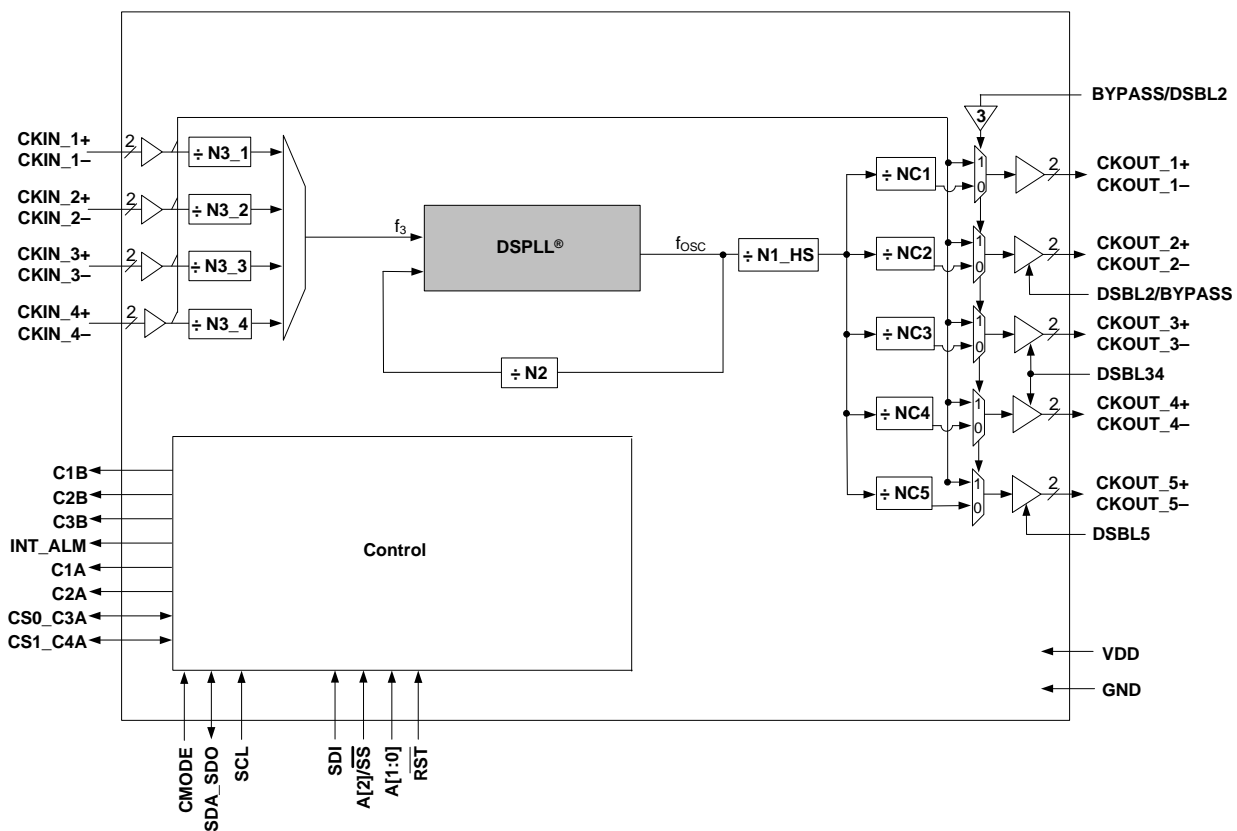 BYPASS/DSBL2
3
CKIN_1+
CKIN_1–
2
÷ N3_1
CKIN_2+
CKIN_2–
2
÷ N3_2
CKIN_3+
CKIN_3–
2
÷ N3_3
CKIN_4+
CKIN_4–
2
÷ N3_4
f3
DSPLL®
fOSC
÷ N1_HS
÷ N2
÷ NC1
1
0
2
CKOUT_1+
CKOUT_1–
÷ NC2
1
0
2
CKOUT_2+
CKOUT_2–
DSBL2/BYPASS
÷ NC3
1
0
2
CKOUT_3+
CKOUT_3–
DSBL34
÷ NC4
1
0
2
CKOUT_4+
CKOUT_4–
÷ NC5
1
0
2
CKOUT_5+
CKOUT_5–
DSBL5
C1B
C2B
C3B
INT_ALM
C1A
C2A
CS0_C3A
CS1_C4A
Control
VDD
GND
CMODE
SDA_SDO
SCL
SDI
A[2]/SS
A[1:0]
RST